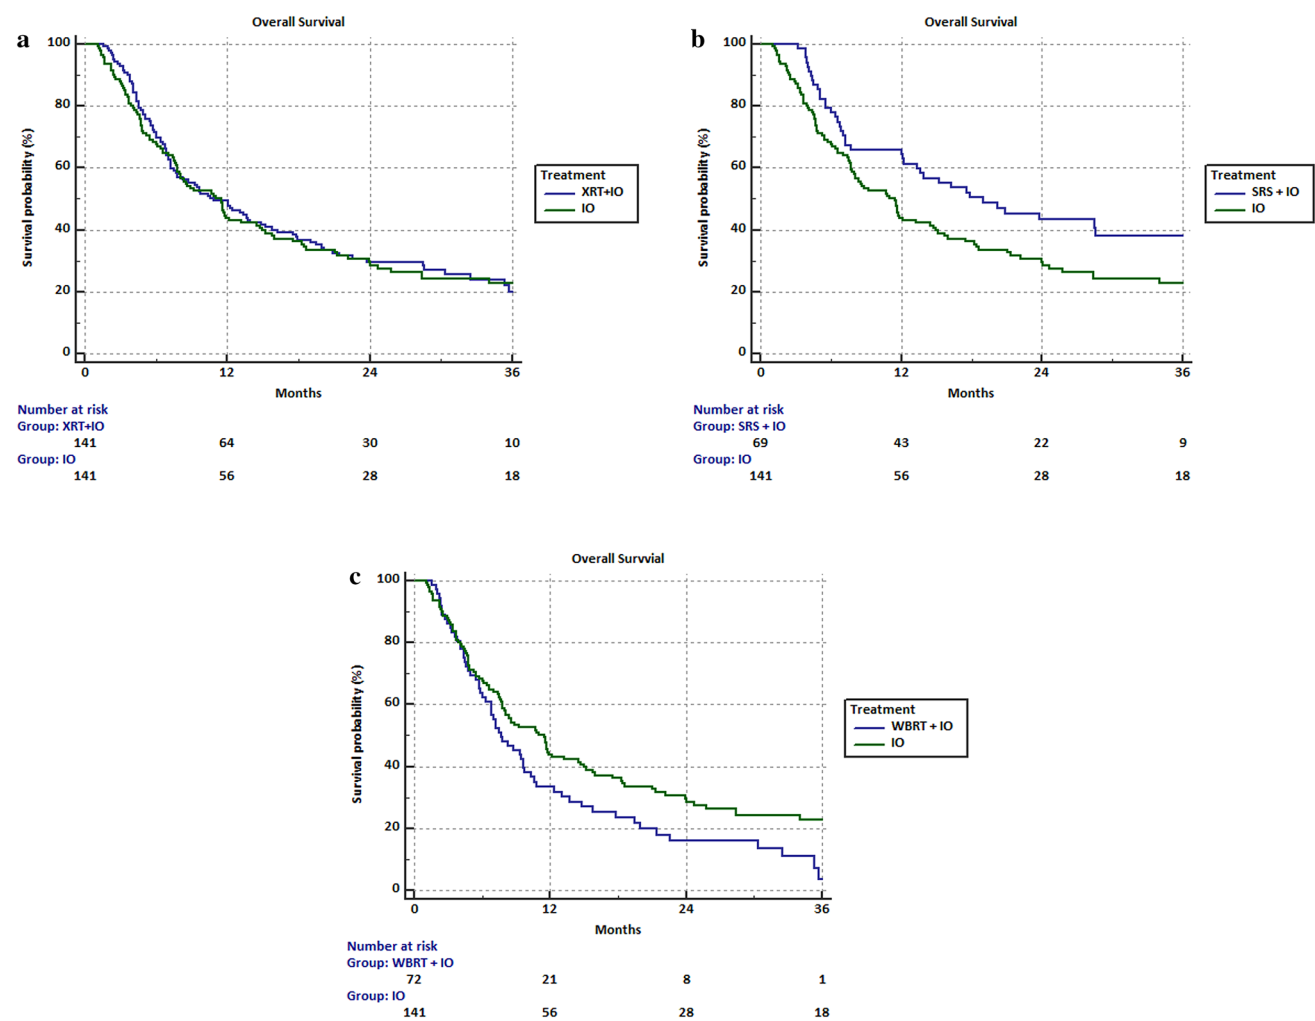 a
Overall Survival
Survival probability (%)
100
80
60
40
20
0
0 12 24 36
Months
Treatment
XRT+IO
IO
Number at risk
Group: XRT+IO
141 64 30 10
Group: IO
141 56 28 18
b
Overall Survival
Survival probability (%)
100
80
60
40
20
0
0 12 24 36
Months
Treatment
SRS + IO
IO
Number at risk
Group: SRS + IO
69 43 22 9
Group: IO
141 56 28 18
c
Overall Survvial
Survival probability (%)
100
80
60
40
20
0
0 12 24 36
Months
Treatment
WBRT + IO
IO
Number at risk
Group: WBRT + IO
72 21 8 1
Group: IO
141 56 28 18